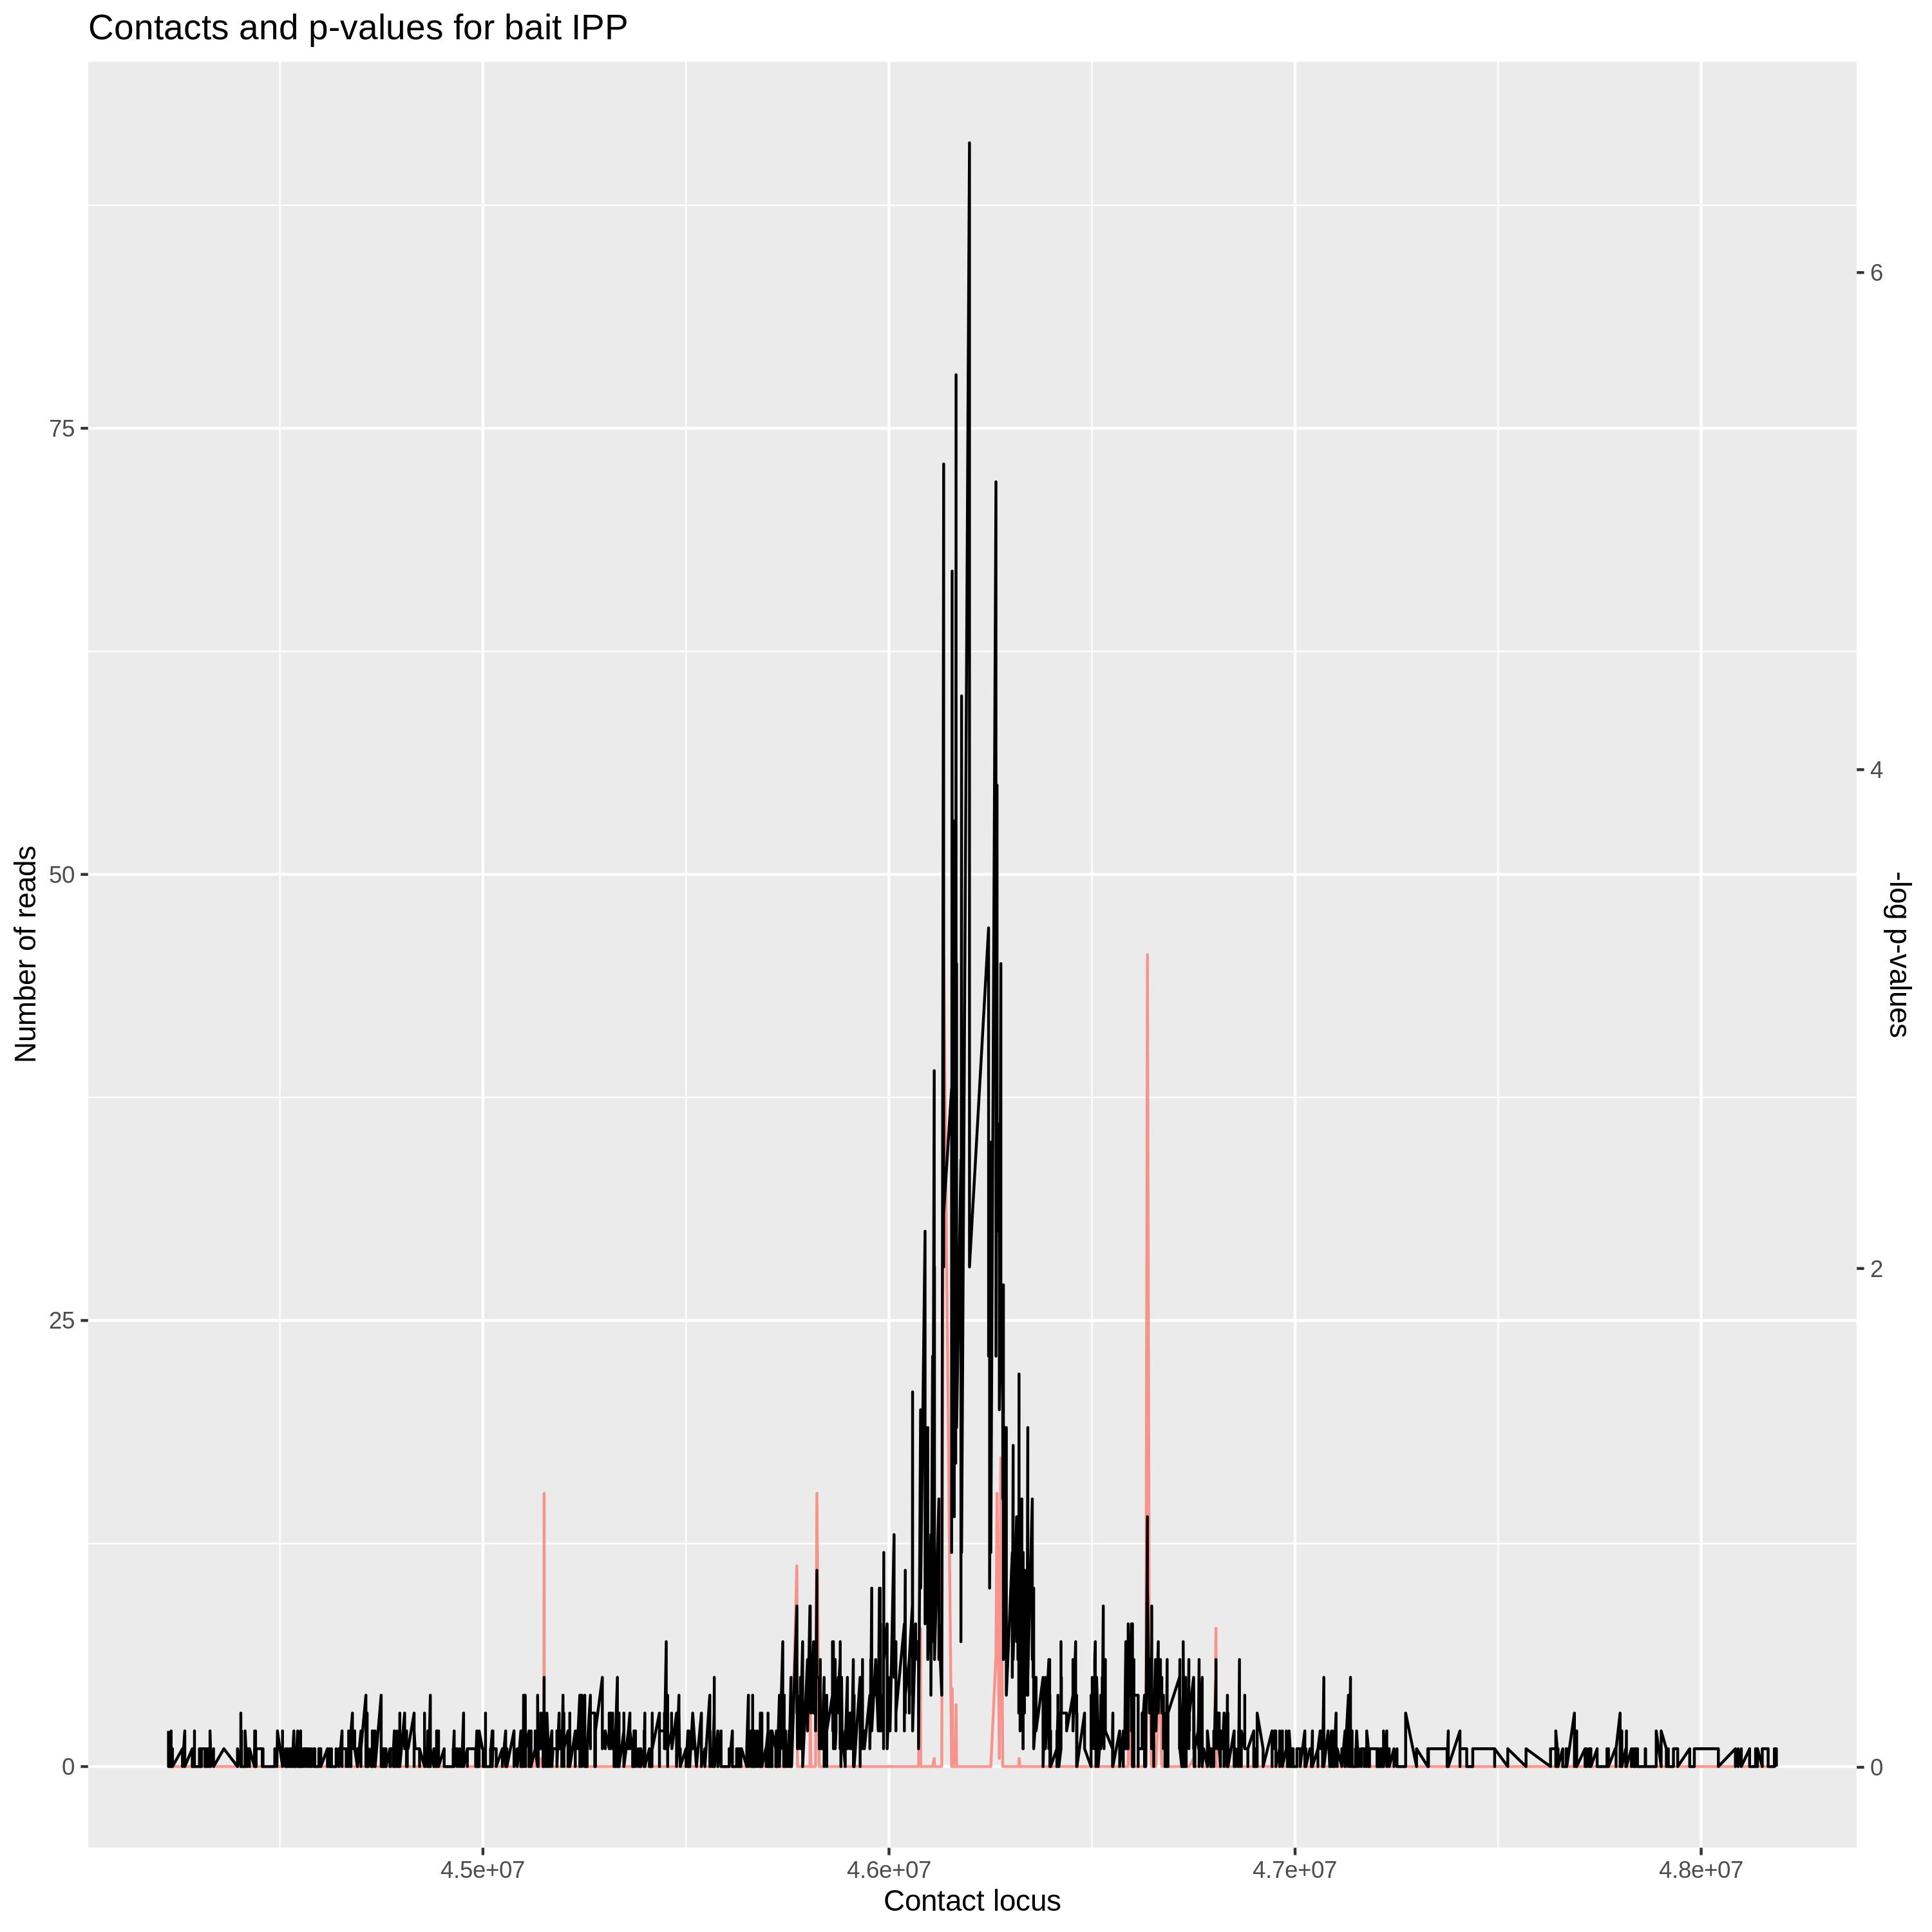 Contacts and p-values for bait IPP
Number of reads
75
50
25
0
6
4
2
0
-log p-values
4.5e+07 4.6e+07 4.7e+07 4.8e+07
Contact locus